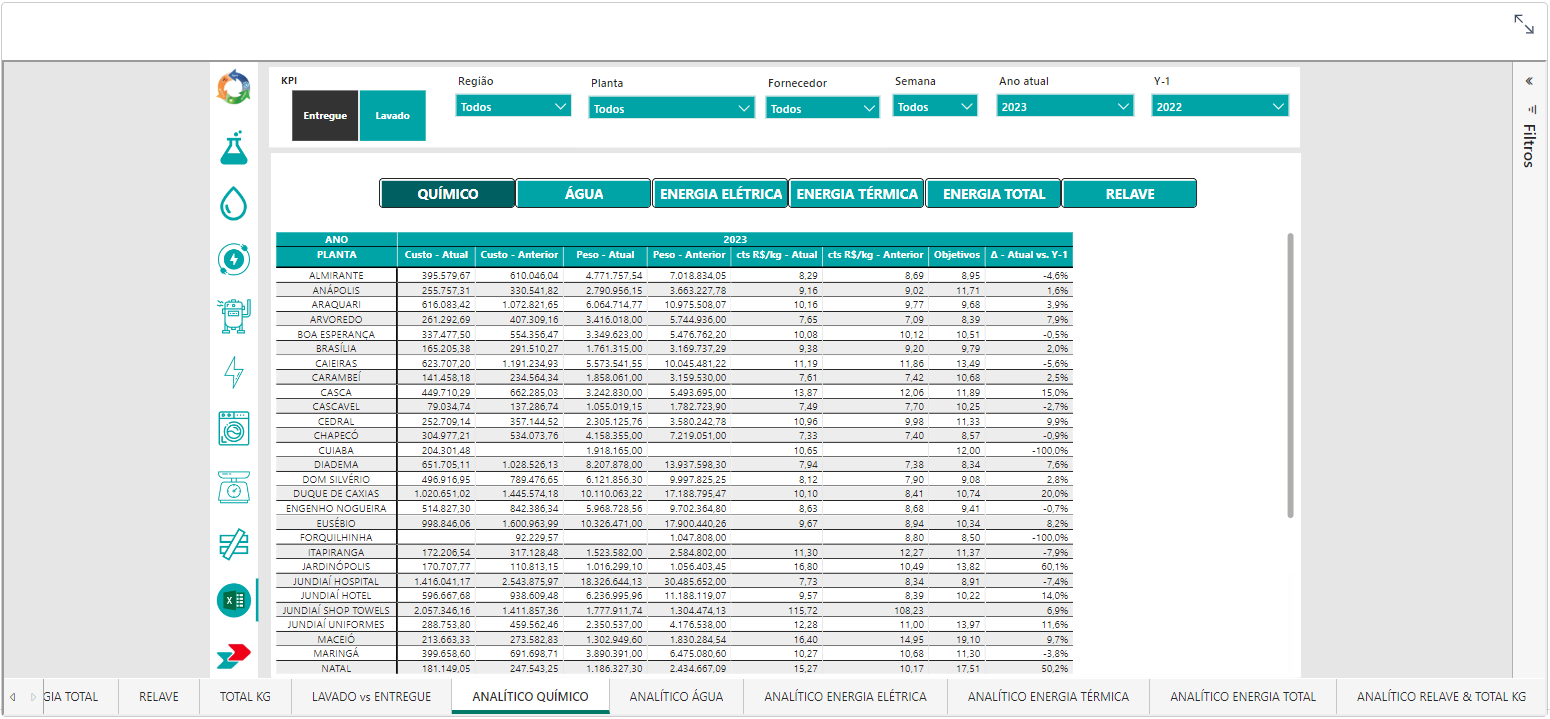 KPI Região Planta Fornecedor Semana Ano atual Y-1
Entregue Lavado Todos Todos Todos Todos 2023 2022
Filtros
QUÍMICO ÁGUA ENERGIA ELÉTRICA ENERGIA TÉRMICA ENERGIA TOTAL RELAVE
ANO 2023
PLANTA Custo - Atual Custo - Anterior Peso - Atual Peso - Anterior cts R$/kg - Atual cts R$/kg - Anterior Objetivos Δ - Atual vs. Y-1
ALMIRANTE 395.579,67 610.046,04 4.771.757,54 7.018.834,05 8,29 8,69 8,95 -4,6%
ANÁPOLIS 255.757,31 330.541,82 2.790.956,15 3.663.227,78 9,16 9,02 11,71 1,6%
ARAQUARI 616.083,42 1.072.821,65 6.064.714,77 10.975.508,07 10,16 9,77 9,68 3,9%
ARVOREDO 261.292,69 407.309,16 3.416.018,00 5.744.936,00 7,65 7,09 8,39 7,9%
BOA ESPERANÇA 337.477,50 554.356,47 3.349.623,00 5.476.762,20 10,08 10,12 10,51 -0,5%
BRASÍLIA 165.205,38 291.510,27 1.761.315,00 3.169.737,29 9,38 9,20 9,79 2,0%
CAIEIRAS 623.707,20 1.191.234,93 5.573.541,55 10.045.481,22 11,19 11,86 13,49 -5,6%
CARAMBEÍ 141.458,18 234.564,34 1.858.061,00 3.159.530,00 7,61 7,42 10,68 2,5%
CASCA 449.710,29 662.285,03 3.242.830,00 5.493.695,00 13,87 12,06 11,89 15,0%
CASCAVEL 79.034,74 137.286,74 1.055.019,15 1.782.723,90 7,49 7,70 10,25 -2,7%
CEDRAL 252.709,14 357.144,52 2.305.125,76 3.580.242,78 10,96 9,98 11,33 9,9%
CHAPECÓ 304.977,21 534.073,76 4.158.355,00 7.219.051,00 7,33 7,40 8,57 -0,9%
CUIABA 204.301,48 1.918.165,00 10,65 12,00 -100,0%
DIADEMA 651.705,11 1.028.526,13 8.207.878,00 13.937.598,30 7,94 7,38 8,34 7,6%
DOM SILVÉRIO 496.916,95 789.476,65 6.121.856,30 9.997.825,25 8,12 7,90 9,08 2,8%
DUQUE DE CAXIAS 1.020.651,02 1.445.574,18 10.110.063,22 17.188.795,47 10,10 8,41 10,74 20,0%
ENGENHO NOGUEIRA 514.827,30 842.386,34 5.968.728,56 9.702.364,80 8,63 8,68 9,41 -0,7%
EUSÉBIO 998.846,06 1.600.963,99 10.326.471,00 17.900.440,26 9,67 8,94 10,34 8,2%
FORQUILHINHA 92.229,57 1.047.808,00 8,80 8,50 -100,0%
ITAPIRANGA 172.206,54 317.128,48 1.523.582,00 2.584.802,00 11,30 12,27 11,37 -7,9%
JARDINÓPOLIS 170.707,77 110.813,15 1.016.299,10 1.056.403,45 16,80 10,49 13,82 60,1%
JUNDIAÍ HOSPITAL 1.416.041,17 2.543.875,97 18.326.644,13 30.485.652,00 7,73 8,34 8,91 -7,4%
JUNDIAÍ HOTEL 596.667,68 938.609,48 6.235.995,96 11.188.119,07 9,57 8,39 10,22 14,0%
JUNDIAÍ SHOP TOWELS 2.057.346,16 1.411.857,36 1.777.911,74 1.304.474,13 115,72 108,23 6,9%
JUNDIAÍ UNIFORMES 288.753,80 459.562,46 2.350.537,00 4.176.538,00 12,28 11,00 13,97 11,6%
MACEIÓ 213.663,33 273.582,83 1.302.949,60 1.830.284,54 16,40 14,95 19,10 9,7%
MARINGÁ 399.658,60 691.698,71 3.890.391,00 6.475.080,60 10,27 10,68 11,30 -3,8%
NATAL 181.149,05 247.543,25 1.186.327,30 2.434.667,09 15,27 10,17 17,51 50,2%
GIA TOTAL RELAVE TOTAL KG LAVADO vs ENTREGUE ANALÍTICO QUÍMICO ANALÍTICO ÁGUA ANALÍTICO ENERGIA ELÉTRICA ANALÍTICO ENERGIA TÉRMICA ANALÍTICO ENERGIA TOTAL ANALÍTICO RELAVE & TOTAL KG